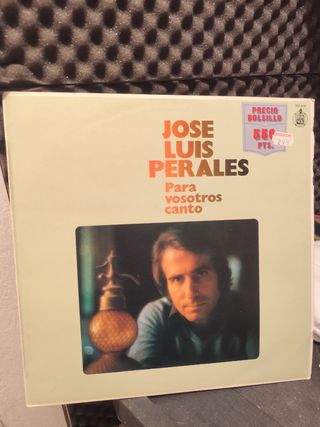 JOSE
LUIS
PERALES
Para
vosotros
canto
PRECIO
BOLSILLO
550
PTS.